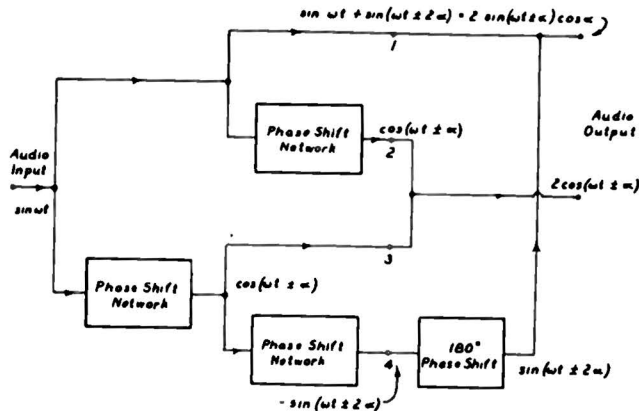 sin ωt + sin(ωt ± 2α) = 2 sin(ωt ± α) cos α
1
Audio
Output
Phase Shift
Network
cos(ωt ± α)
2
Audio
Input
sin ωt
2 cos(ωt ± α)
3
Phase Shift
Network
cos(ωt ± α)
Phase Shift
Network
4
180°
Phase Shift
sin(ωt ± 2α)
- sin(ωt ± 2α)